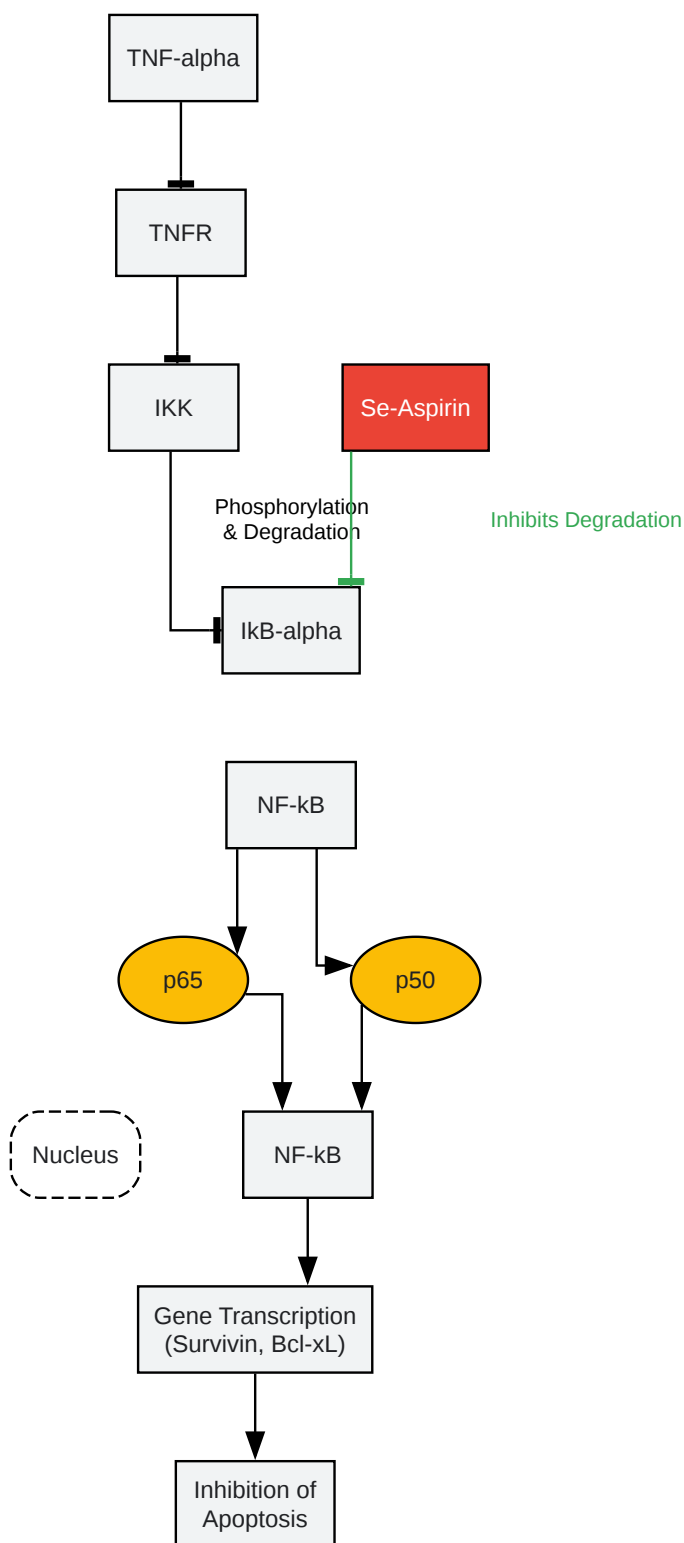 TNF-alpha
TNFR
IKK
Se-Aspirin
Phosphorylation
& Degradation
Inhibits Degradation
IkB-alpha
NF-kB
p65
p50
Nucleus
NF-kB
Gene Transcription
(Survivin, Bcl-xL)
Inhibition of
Apoptosis